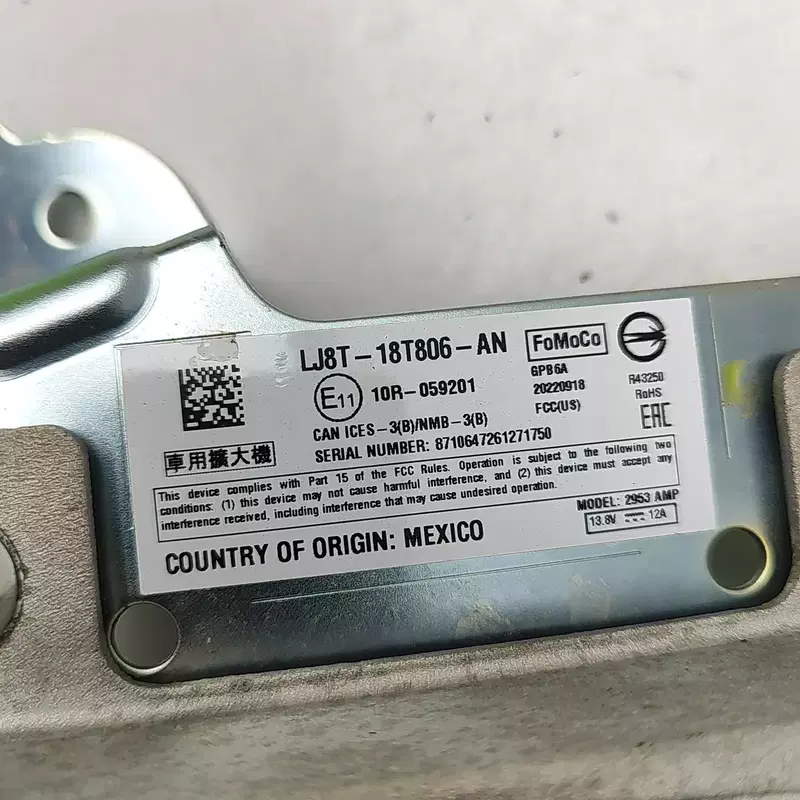 LJ8T-18T806-AN
FoMoCo
E11
10R-059201
GPB6A
20220918
FCC(US)
R43250
RoHS
EAC
CAN ICES-3(B)/NMB-3(B)
SERIAL NUMBER: 8710647261271750
車用擴大機
This device complies with Part 15 of the FCC Rules. Operation is subject to the following two
conditions: (1) this device may not cause harmful interference, and (2) this device must accept any
interference received, including interference that may cause undesired operation.
MODEL: 2953 AMP
13.8V 12A
COUNTRY OF ORIGIN: MEXICO